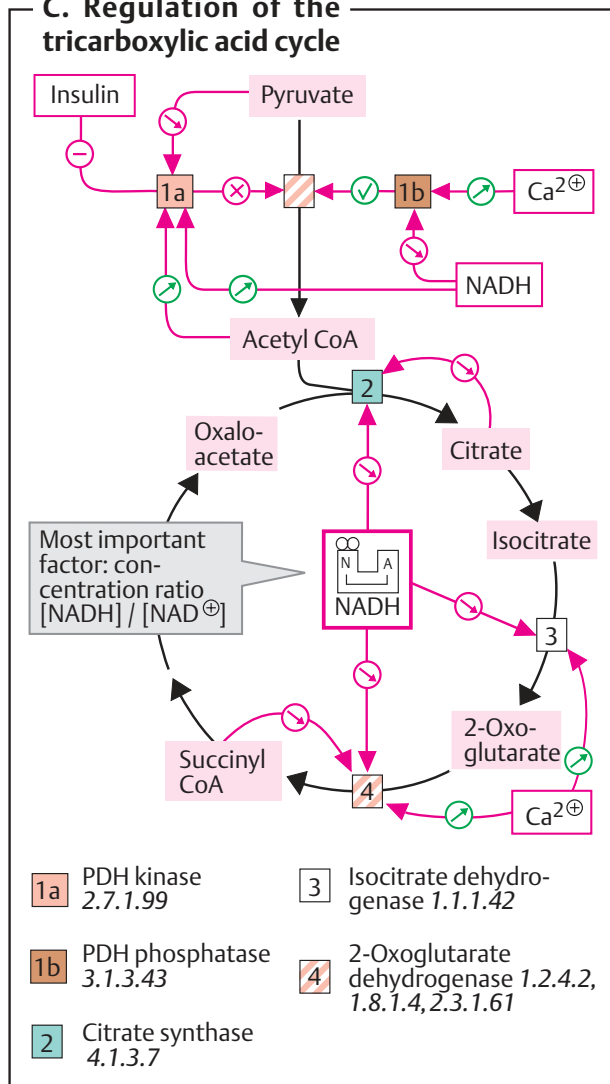 C. Regulation of the
tricarboxylic acid cycle
Insulin
Pyruvate
1a
1b
Ca²⊕
NADH
Acetyl CoA
2
Oxalo-
acetate
Citrate
Most important
factor: con-
centration ratio
[NADH] / [NAD⊕]
N A
NADH
Isocitrate
3
2-Oxo-
glutarate
Succinyl
CoA
4
Ca²⊕
1a PDH kinase
2.7.1.99
1b PDH phosphatase
3.1.3.43
2 Citrate synthase
4.1.3.7
3 Isocitrate dehydro-
genase 1.1.1.42
4 2-Oxoglutarate
dehydrogenase 1.2.4.2,
1.8.1.4, 2.3.1.61